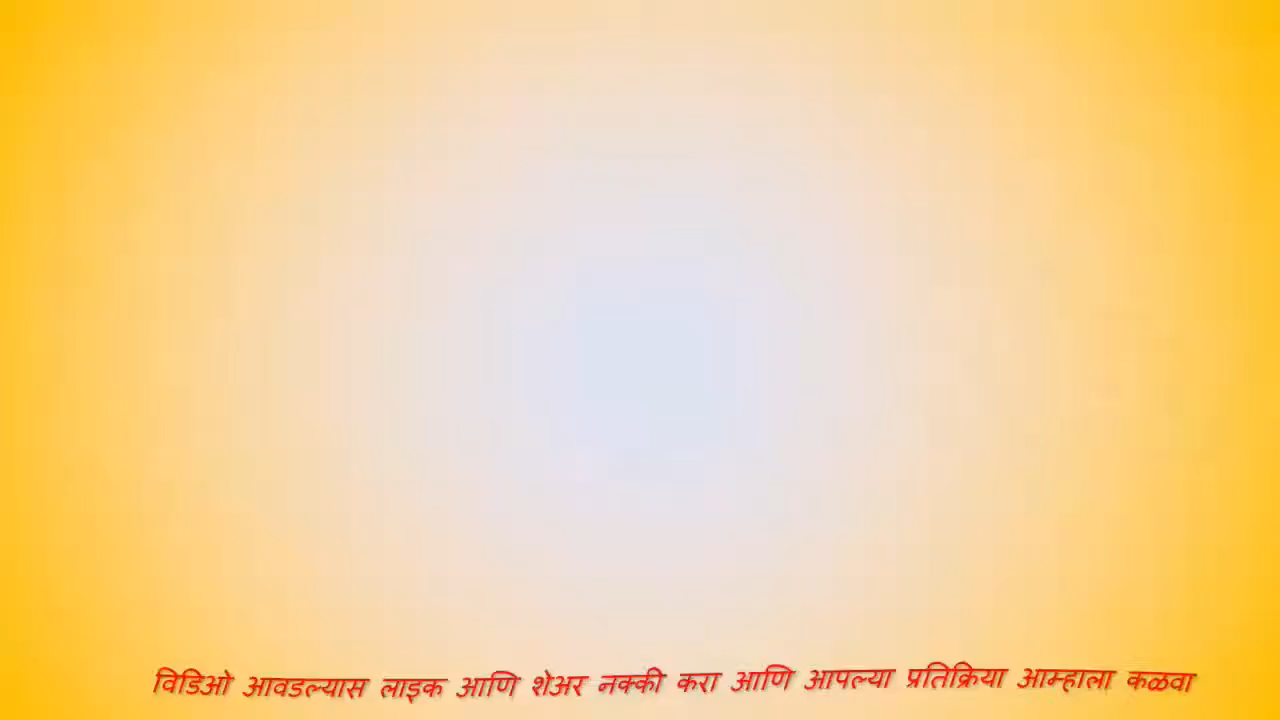 विडिओ आवडल्यास लाइक आणि शेअर नक्की करा आणि आपल्या प्रतिक्रिया आम्हाला कळवा